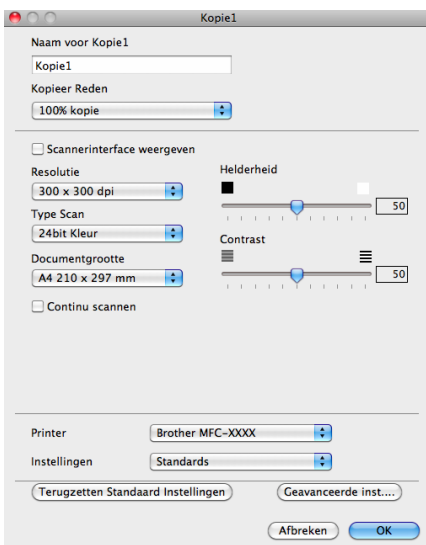 Kopie1
Naam voor Kopie1
Kopie1
Kopieer Reden
100% kopie
Scannerinterface weergeven
Resolutie
300 x 300 dpi
Type Scan
24bit Kleur
Documentgrootte
A4 210 x 297 mm
Continu scannen
Helderheid
50
Contrast
50
Printer Brother MFC-XXXX
Instellingen Standards
Terugzetten Standaard Instellingen Geavanceerde inst....
Afbreken OK